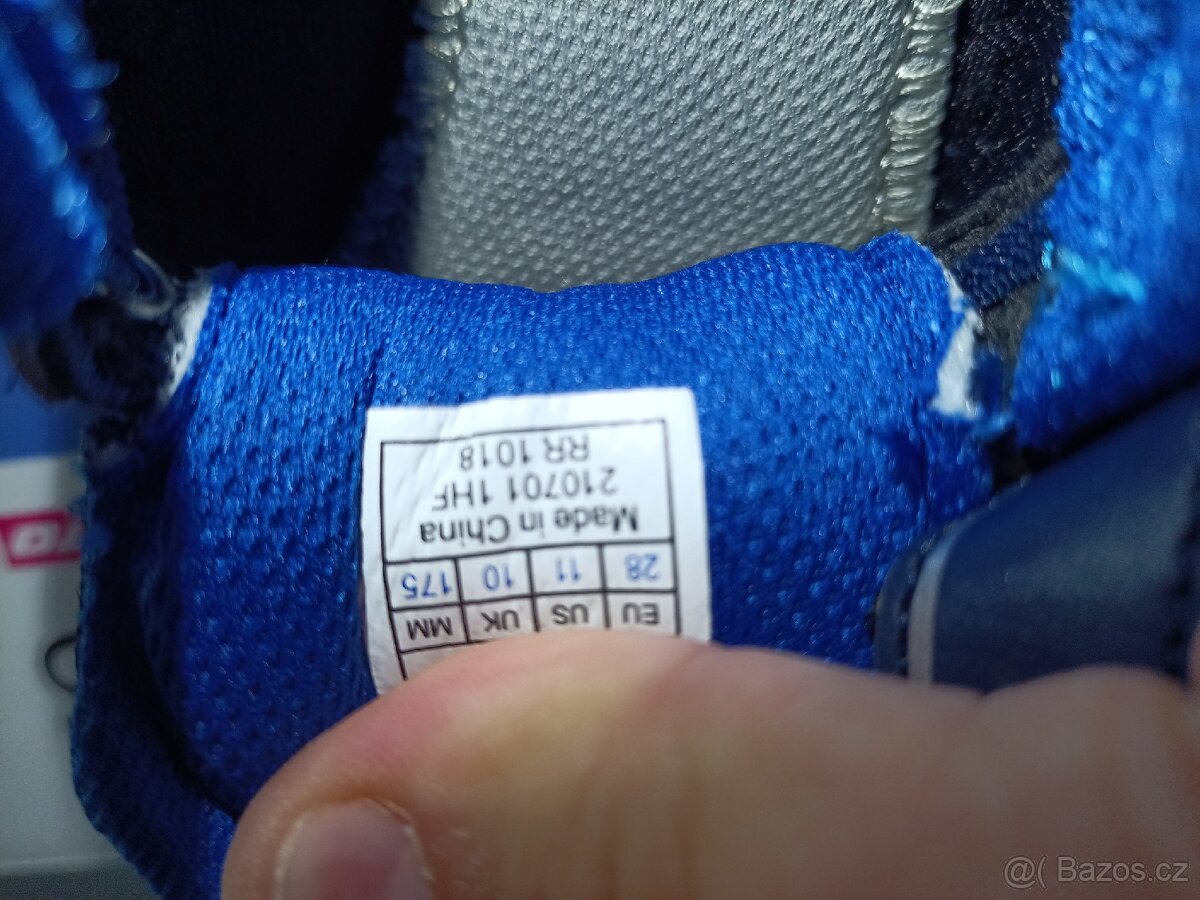 EU US UK MM
28 11 10 175
Made in China
210701 1HF
RR 1018
@( Bazos.cz